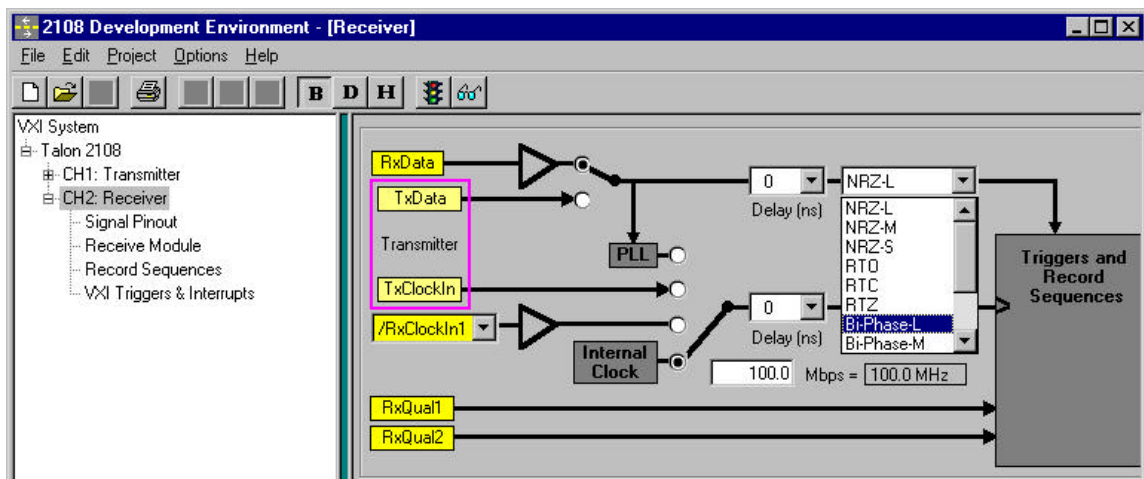 2108 Development Environment - [Receiver]
File Edit Project Options Help
B D H
VXI System
Talon 2108
CH1: Transmitter
CH2: Receiver
Signal Pinout
Receive Module
Record Sequences
VXI Triggers & Interrupts
RxData
TxData
Transmitter
PLL
TxClockIn
/RxClockIn1
Internal
Clock
RxQual1
RxQual2
0
Delay (ns)
0
Delay (ns)
100.0 Mbps = 100.0 MHz
NRZ-L
NRZ-L
NRZ-M
NRZ-S
RTO
RTC
RTZ
Bi-Phase-L
Bi-Phase-M
Triggers and
Record
Sequences